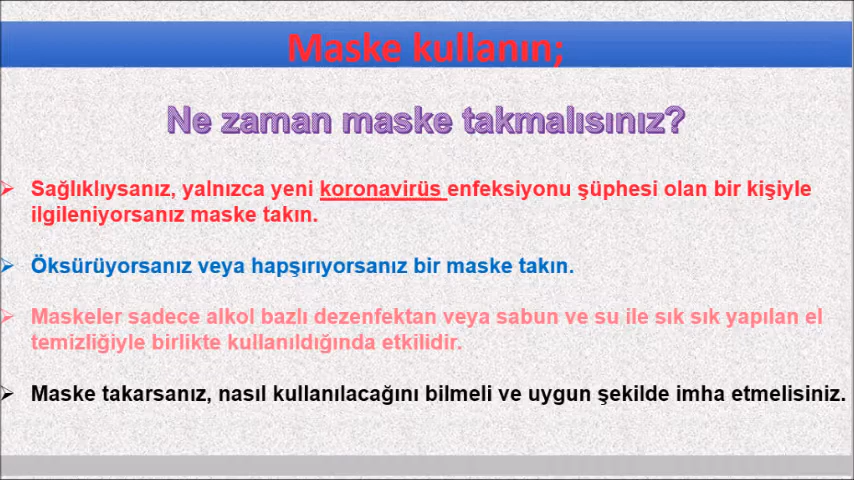 Maske kullanın;
Ne zaman maske takmalısınız?
Sağlıklıysanız, yalnızca yeni koronavirüs enfeksiyonu şüphesi olan bir kişiyle
ilgileniyorsanız maske takın.
Öksürüyorsanız veya hapşırıyorsanız bir maske takın.
Maskeler sadece alkol bazlı dezenfektan veya sabun ve su ile sık sık yapılan el
temizliğiyle birlikte kullanıldığında etkilidir.
Maske takarsanız, nasıl kullanılacağını bilmeli ve uygun şekilde imha etmelisiniz.